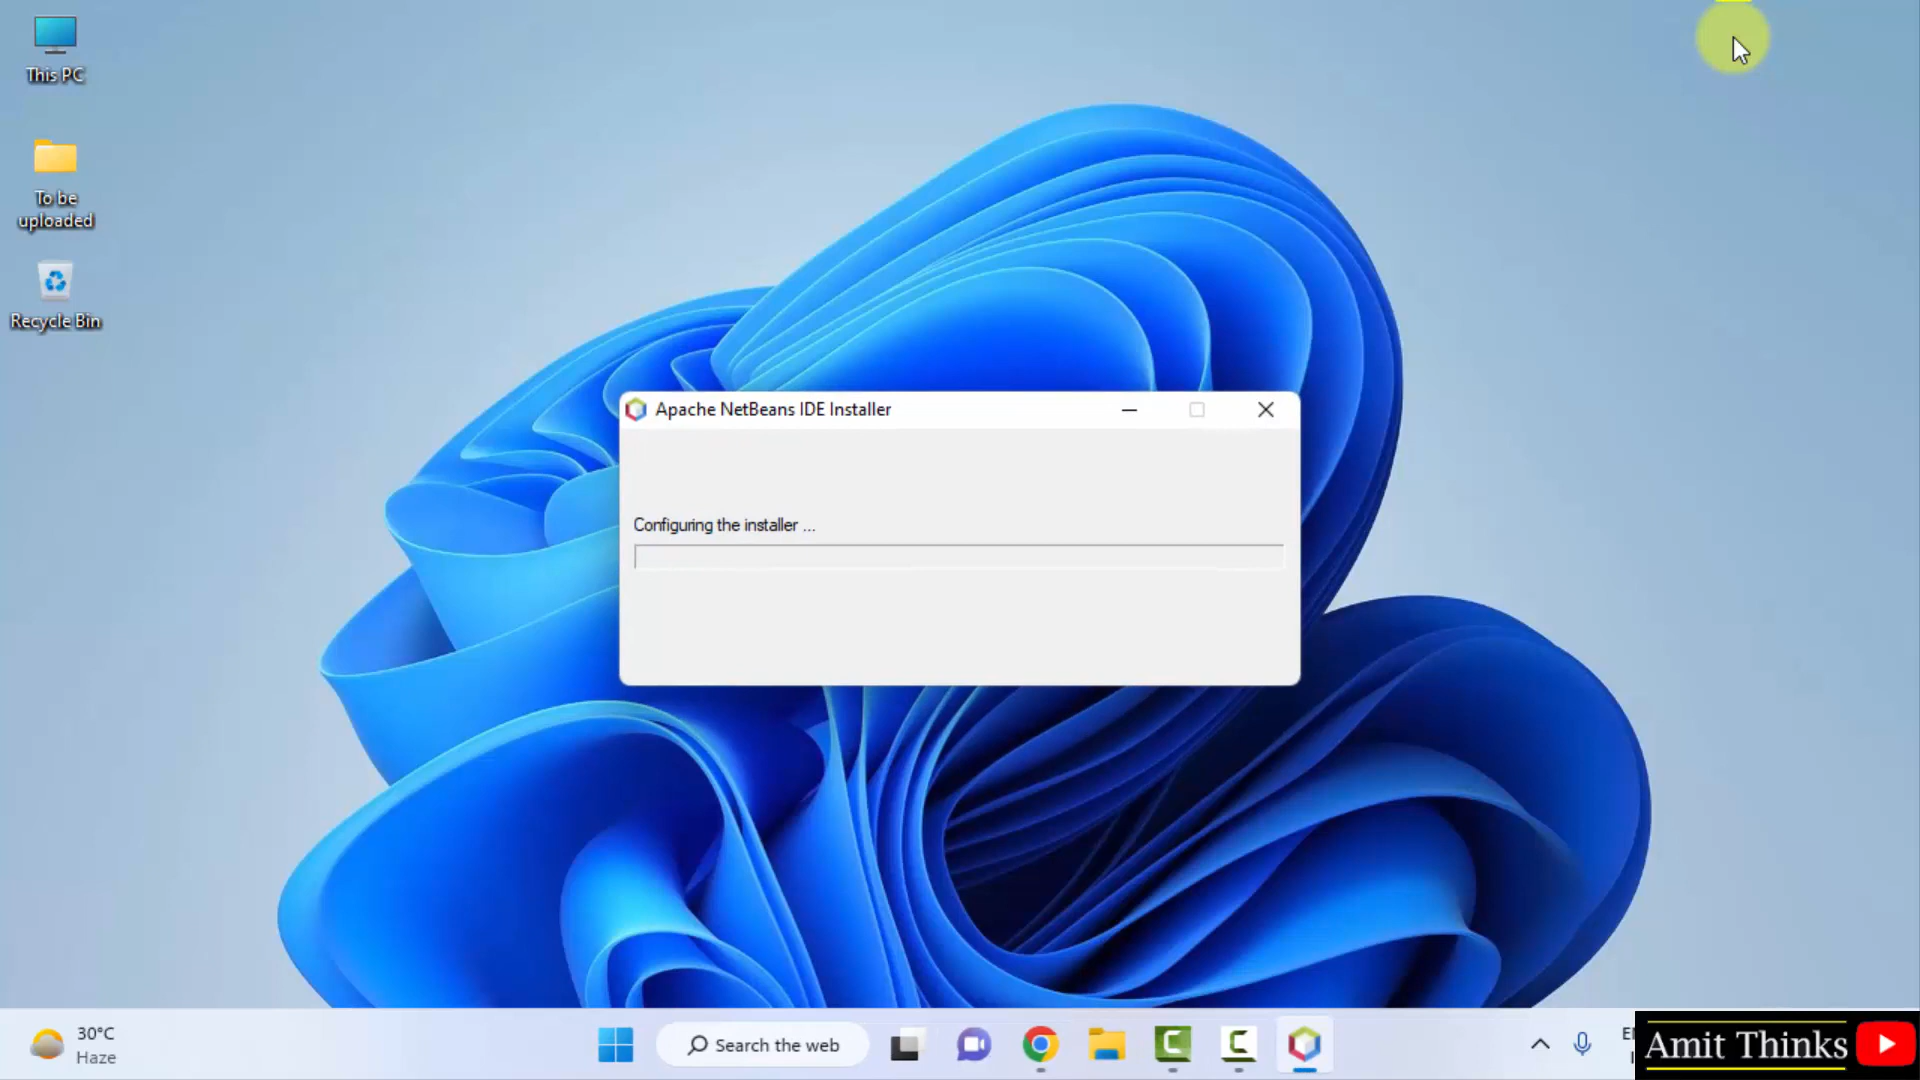 This PC
To be
uploaded
Recycle Bin
Apache NetBeans IDE Installer
Configuring the installer ...
30°C
Haze
Search the web
Amit Thinks